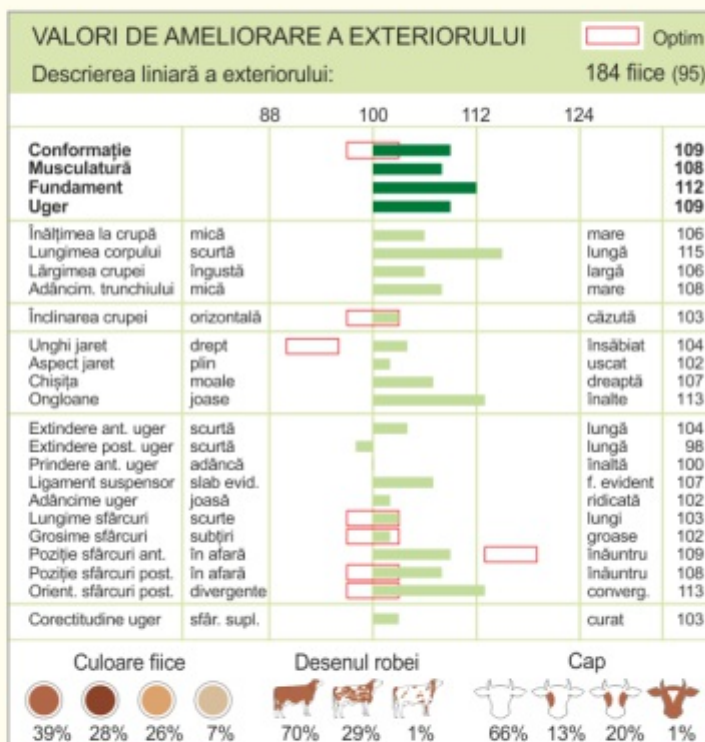 VALORI DE AMELIORARE A EXTERIORULUI Optim
Descrierea liniară a exteriorului: 184 fiice (95)
88 100 112 124
Conformație 109
Musculatură 108
Fundament 112
Uger 109
Înălțimea la crupă mică mare 106
Lungimea corpului scurtă lungă 115
Lărgimea crupei îngustă largă 106
Adâncim. trunchiului mică mare 108
Înclinarea crupei orizontală căzută 103
Unghi jaret drept însăbiat 104
Aspect jaret plin uscat 102
Chișița moale dreaptă 107
Ongloane joase înalte 113
Extindere ant. uger scurtă lungă 104
Extindere post. uger scurtă lungă 98
Prindere ant. uger adâncă înaltă 100
Ligament suspensor slab evid. f. evident 107
Adâncime uger joasă ridicată 102
Lungime sfârcuri scurte lungi 103
Grosime sfârcuri subțiri groase 102
Poziție sfârcuri ant. în afară înăuntru 109
Poziție sfârcuri post. în afară înăuntru 108
Orient. sfârcuri post. divergente converg. 113
Corectitudine uger sfâr. supl. curat 103
Culoare fiice Desenul robei Cap
39% 28% 26% 7% 70% 29% 1% 66% 13% 20% 1%